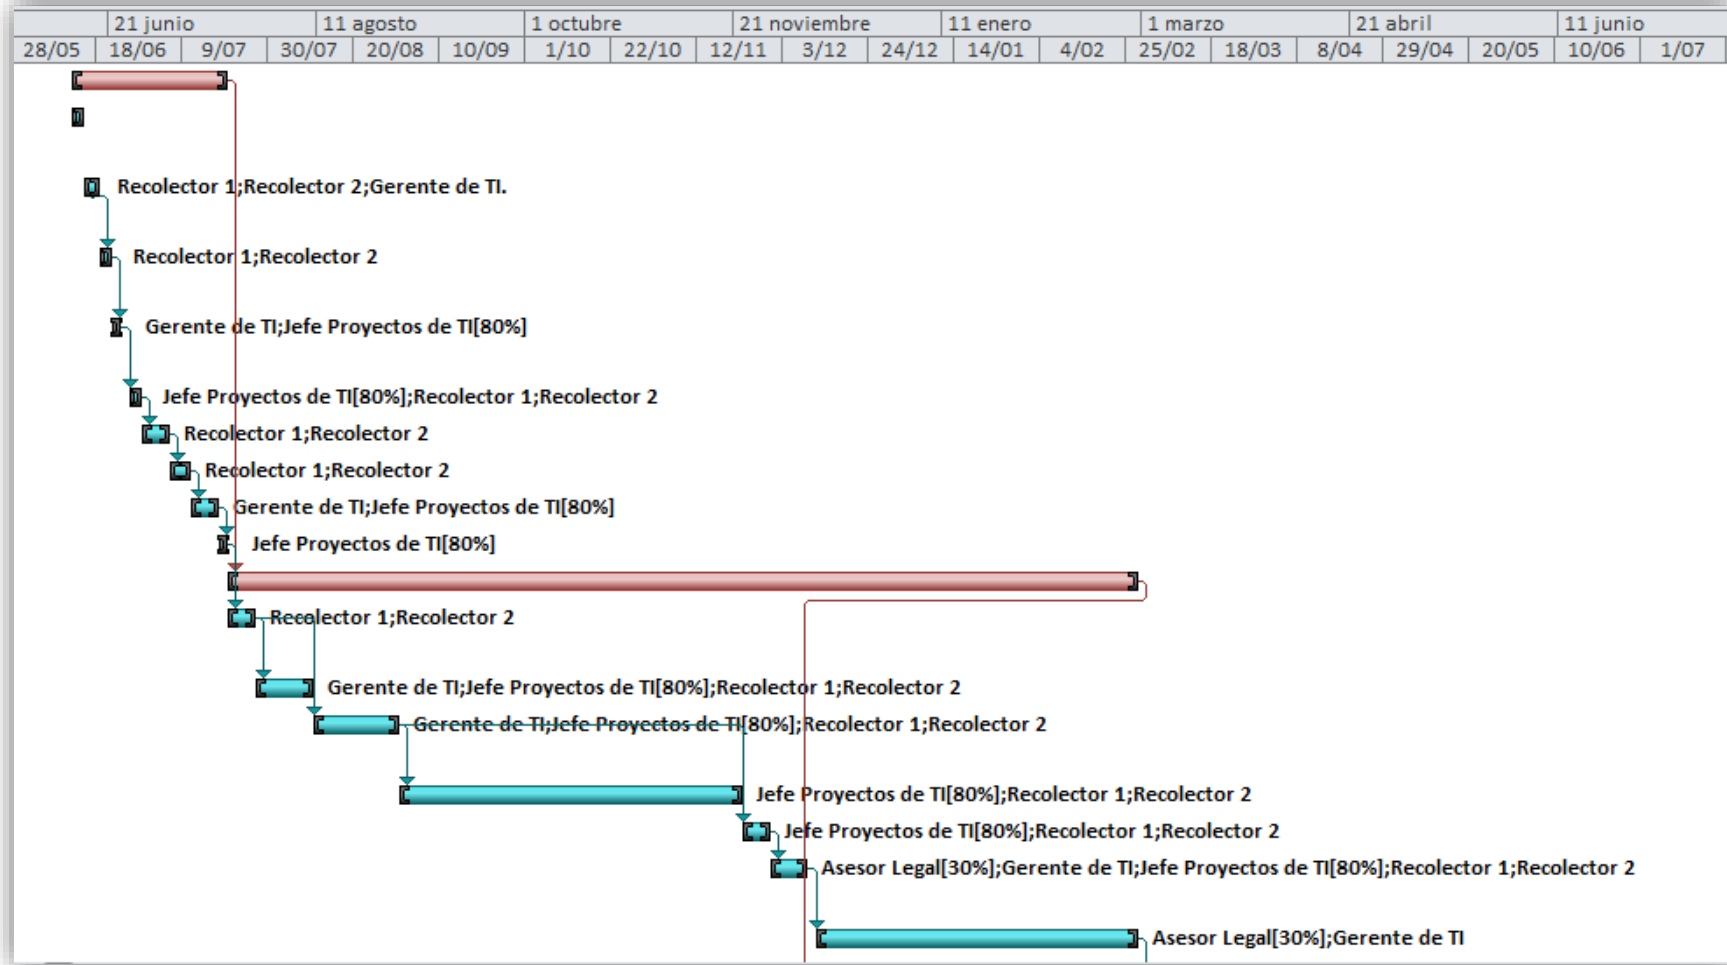 21 junio 11 agosto 1 octubre 21 noviembre 11 enero 1 marzo 21 abril 11 junio
28/05 18/06 9/07 30/07 20/08 10/09 1/10 22/10 12/11 3/12 24/12 14/01 4/02 25/02 18/03 8/04 29/04 20/05 10/06 1/07
Recolector 1;Recolector 2;Gerente de TI.
Recolector 1;Recolector 2
Gerente de TI;Jefe Proyectos de TI[80%]
Jefe Proyectos de TI[80%];Recolector 1;Recolector 2
Recolector 1;Recolector 2
Recolector 1;Recolector 2
Gerente de TI;Jefe Proyectos de TI[80%]
Jefe Proyectos de TI[80%]
Recolector 1;Recolector 2
Gerente de TI;Jefe Proyectos de TI[80%];Recolector 1;Recolector 2
Gerente de TI;Jefe Proyectos de TI[80%];Recolector 1;Recolector 2
Jefe Proyectos de TI[80%];Recolector 1;Recolector 2
Jefe Proyectos de TI[80%];Recolector 1;Recolector 2
Asesor Legal[30%];Gerente de TI;Jefe Proyectos de TI[80%];Recolector 1;Recolector 2
Asesor Legal[30%];Gerente de TI